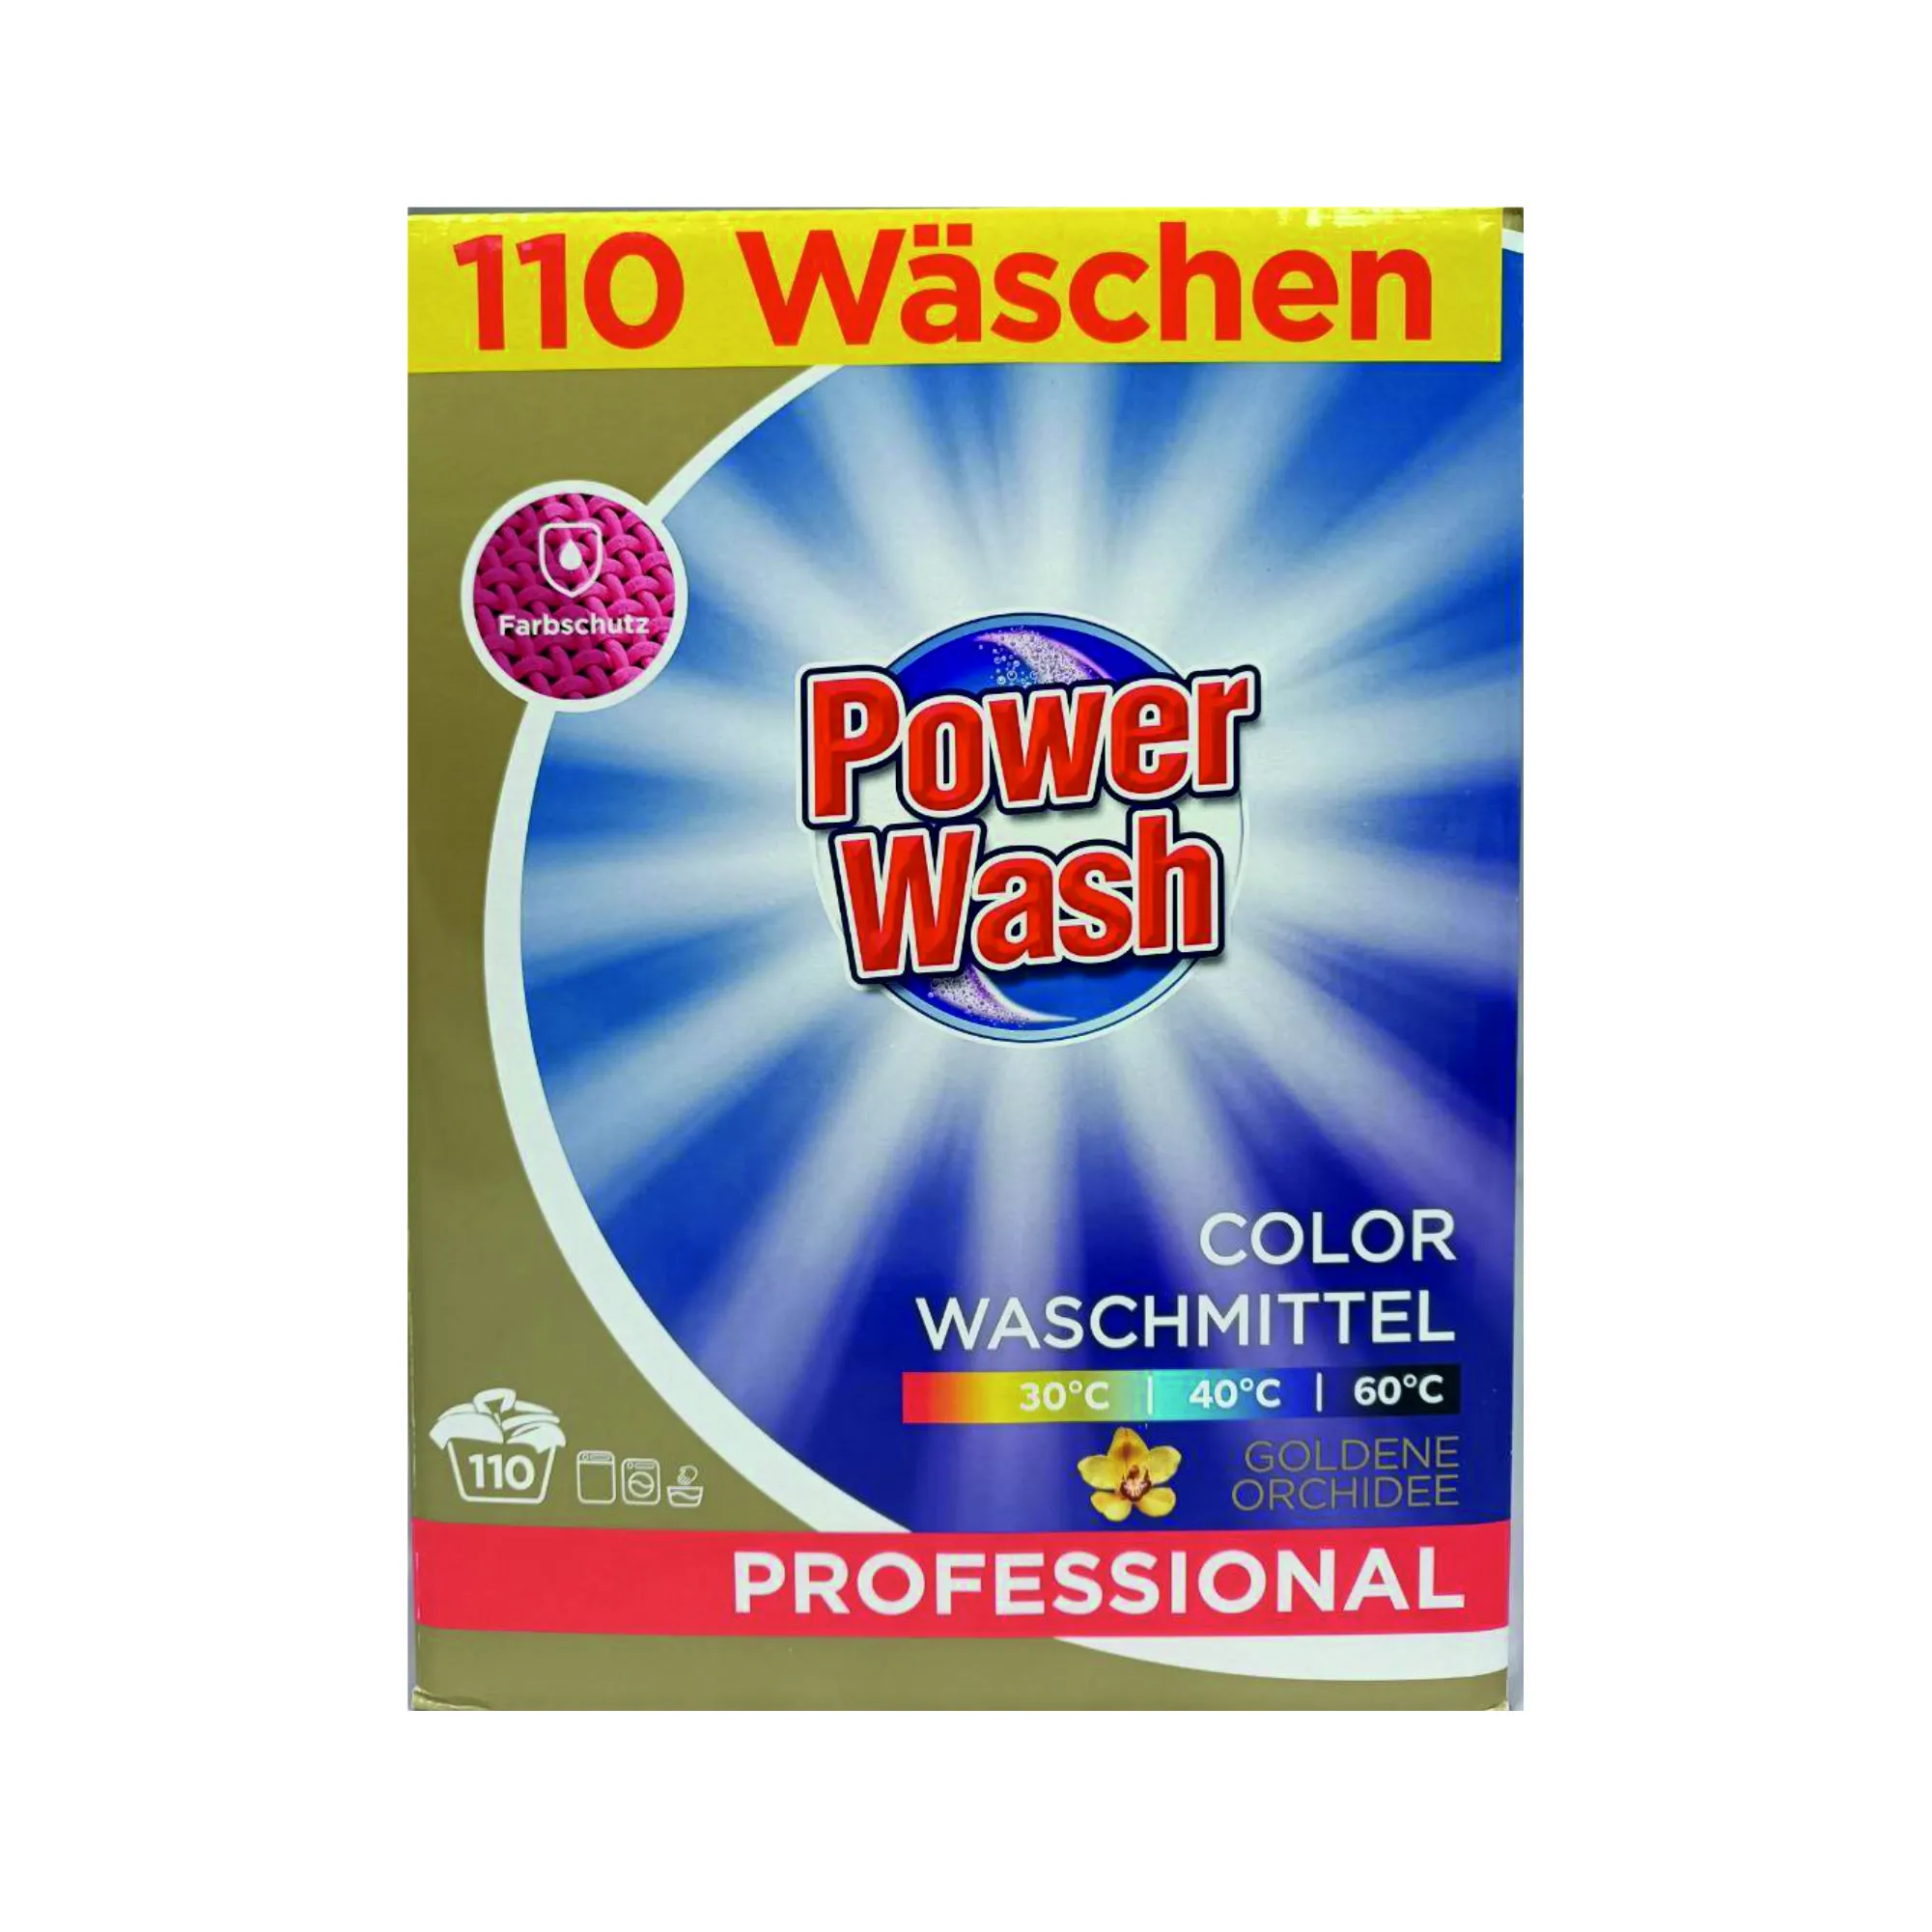 110 Wäschen
Farbschutz
Power
Wash
COLOR
WASCHMITTEL
30°C | 40°C | 60°C
GOLDENE
ORCHIDEE
110
PROFESSIONAL